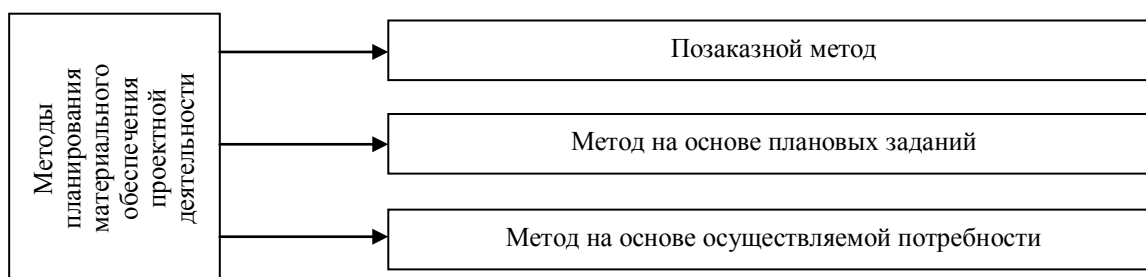 Методы
планирования
материального
обеспечения
проектной
деятельности
Позаказной метод
Метод на основе плановых заданий
Метод на основе осуществляемой потребности